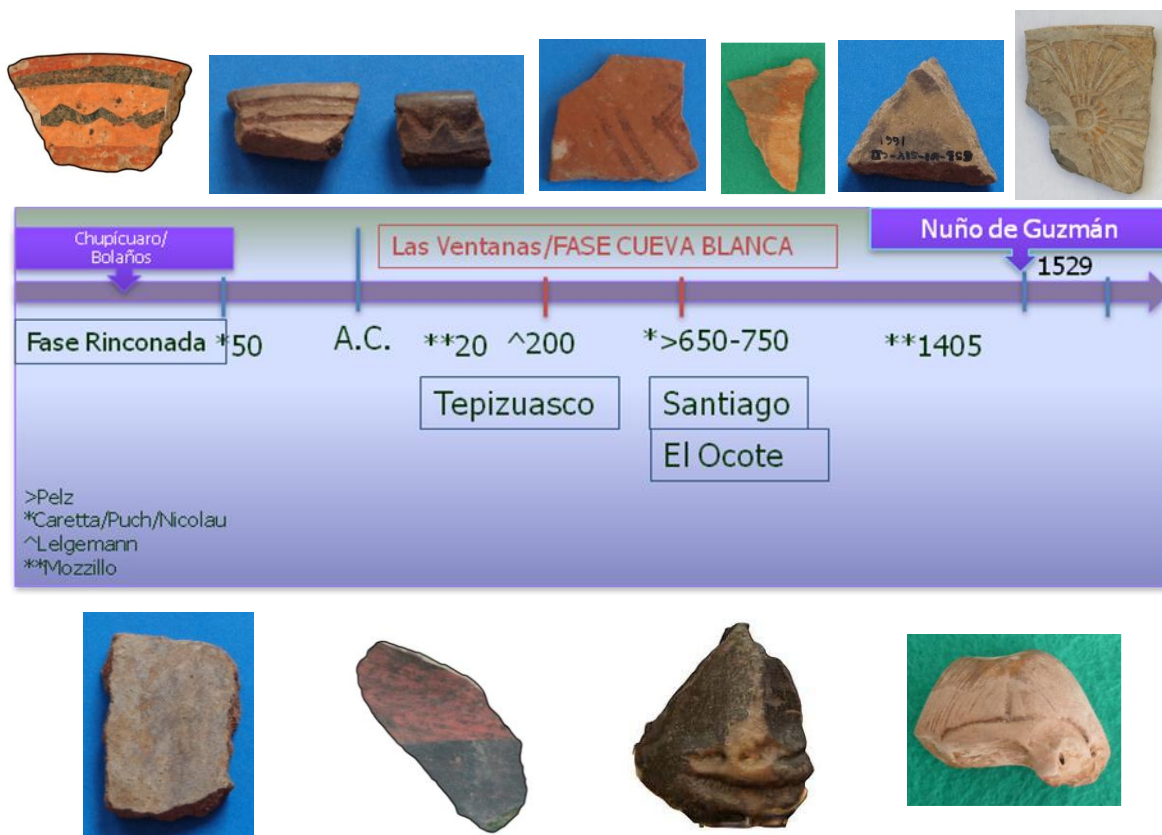 Chupícuaro/
Bolaños
Las Ventanas/FASE CUEVA BLANCA
Nuño de Guzmán
1529
Fase Rinconada *50
A.C.
**20 ^200
*>650-750
**1405
Tepizuasco
Santiago
El Ocote
>Pelz
*Caretta/Puch/Nicolau
^Lelgemann
**Mozzillo